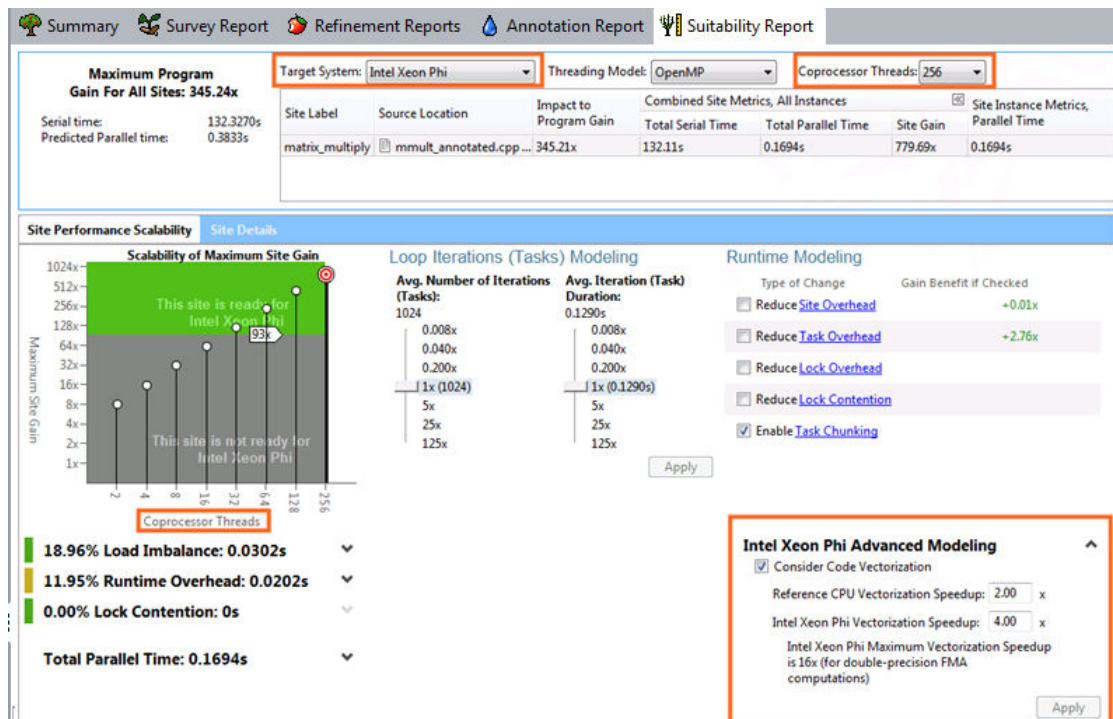 Summary Survey Report Refinement Reports Annotation Report Suitability Report
Maximum Program
Gain For All Sites: 345.24x
Serial time: 132.3270s
Predicted Parallel time: 0.3833s
Target System: Intel Xeon Phi Threading Model: OpenMP Coprocessor Threads: 256
Site Label
Source Location
Impact to
Program Gain
Combined Site Metrics, All Instances
Total Serial Time Total Parallel Time Site Gain
Site Instance Metrics,
Parallel Time
matrix_multiply mmult_annotated.cpp ... 345.21x 132.11s 0.1694s 779.69x 0.1694s
Site Performance Scalability Site Details
Scalability of Maximum Site Gain
Maximum Site Gain
1024x
512x
256x
128x
64x
32x
16x
8x
4x
2x
1x
This site is ready for
Intel Xeon Phi
93x
This site is not ready for
Intel Xeon Phi
2 4 8 16 32 64 128 256
Coprocessor Threads
18.96% Load Imbalance: 0.0302s
11.95% Runtime Overhead: 0.0202s
0.00% Lock Contention: 0s
Total Parallel Time: 0.1694s
Loop Iterations (Tasks) Modeling
Avg. Number of Iterations
(Tasks):
1024
0.008x
0.040x
0.200x
1x (1024)
5x
25x
125x
Avg. Iteration (Task)
Duration:
0.1290s
0.008x
0.040x
0.200x
1x (0.1290s)
5x
25x
125x
Apply
Runtime Modeling
Type of Change Gain Benefit if Checked
Reduce Site Overhead +0.01x
Reduce Task Overhead +2.76x
Reduce Lock Overhead
Reduce Lock Contention
Enable Task Chunking
Intel Xeon Phi Advanced Modeling
Consider Code Vectorization
Reference CPU Vectorization Speedup: 2.00 x
Intel Xeon Phi Vectorization Speedup: 4.00 x
Intel Xeon Phi Maximum Vectorization Speedup
is 16x (for double-precision FMA
computations)
Apply